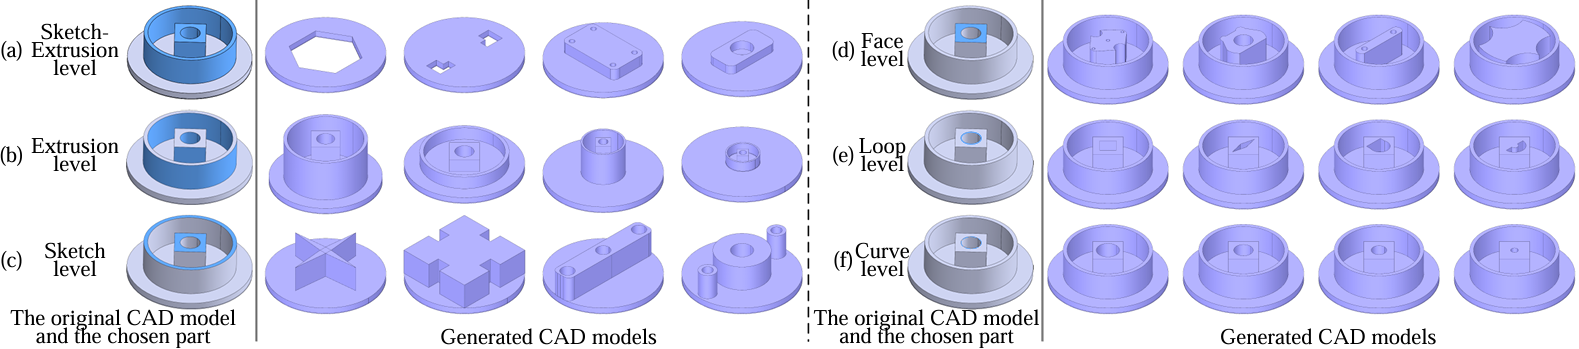 (a) Sketch-
Extrusion
level
(b) Extrusion
level
(c) Sketch
level
The original CAD model
and the chosen part
Generated CAD models
(d) Face
level
(e) Loop
level
(f) Curve
level
The original CAD model
and the chosen part
Generated CAD models